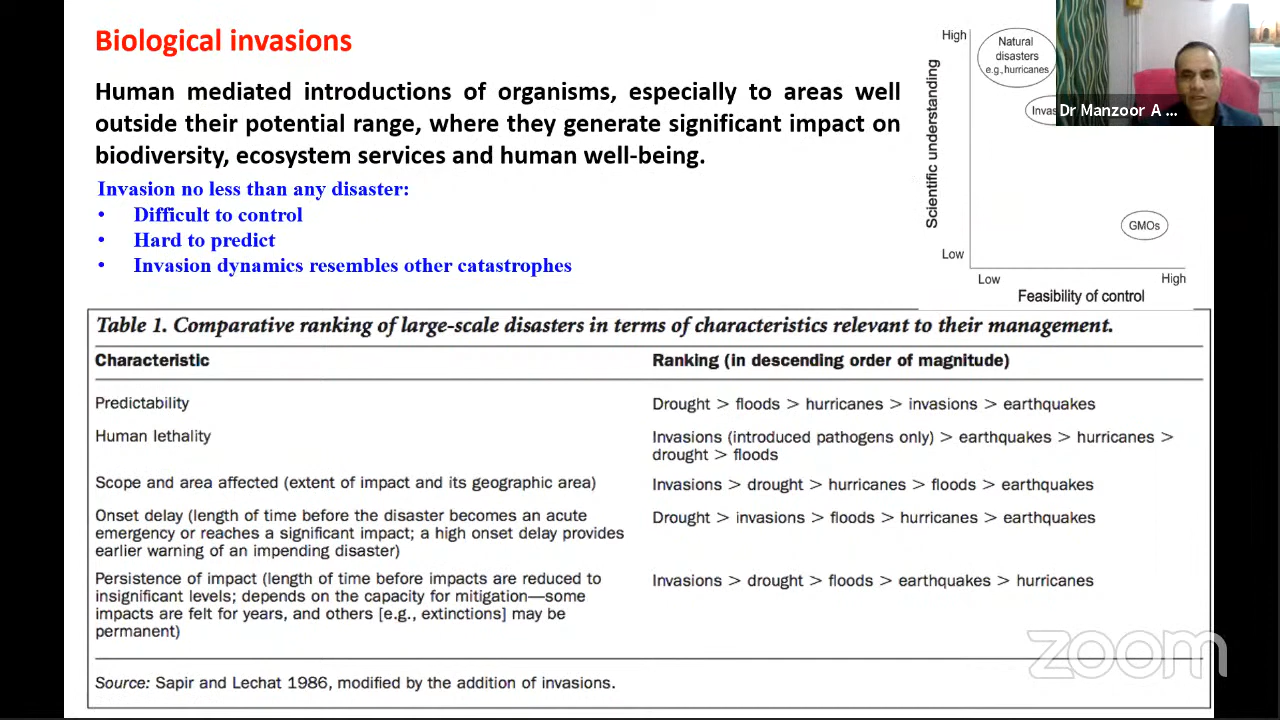 Biological invasions
Human mediated introductions of organisms, especially to areas well
outside their potential range, where they generate significant impact on
biodiversity, ecosystem services and human well-being.
Invasion no less than any disaster:
• Difficult to control
• Hard to predict
• Invasion dynamics resembles other catastrophes
High
Natural
disasters
e.g., hurricanes
Invas
Scientific understanding
GMOs
Low
Low
High
Feasibility of control
Dr Manzoor A ...
Table 1. Comparative ranking of large-scale disasters in terms of characteristics relevant to their management.
Characteristic Ranking (in descending order of magnitude)
Predictability Drought > floods > hurricanes > invasions > earthquakes
Human lethality Invasions (introduced pathogens only) > earthquakes > hurricanes >
drought > floods
Scope and area affected (extent of impact and its geographic area) Invasions > drought > hurricanes > floods > earthquakes
Onset delay (length of time before the disaster becomes an acute Drought > invasions > floods > hurricanes > earthquakes
emergency or reaches a significant impact; a high onset delay provides
earlier warning of an impending disaster)
Persistence of impact (length of time before impacts are reduced to Invasions > drought > floods > earthquakes > hurricanes
insignificant levels; depends on the capacity for mitigation—some
impacts are felt for years, and others [e.g., extinctions] may be
permanent)
Source: Sapir and Lechat 1986, modified by the addition of invasions.
zoom